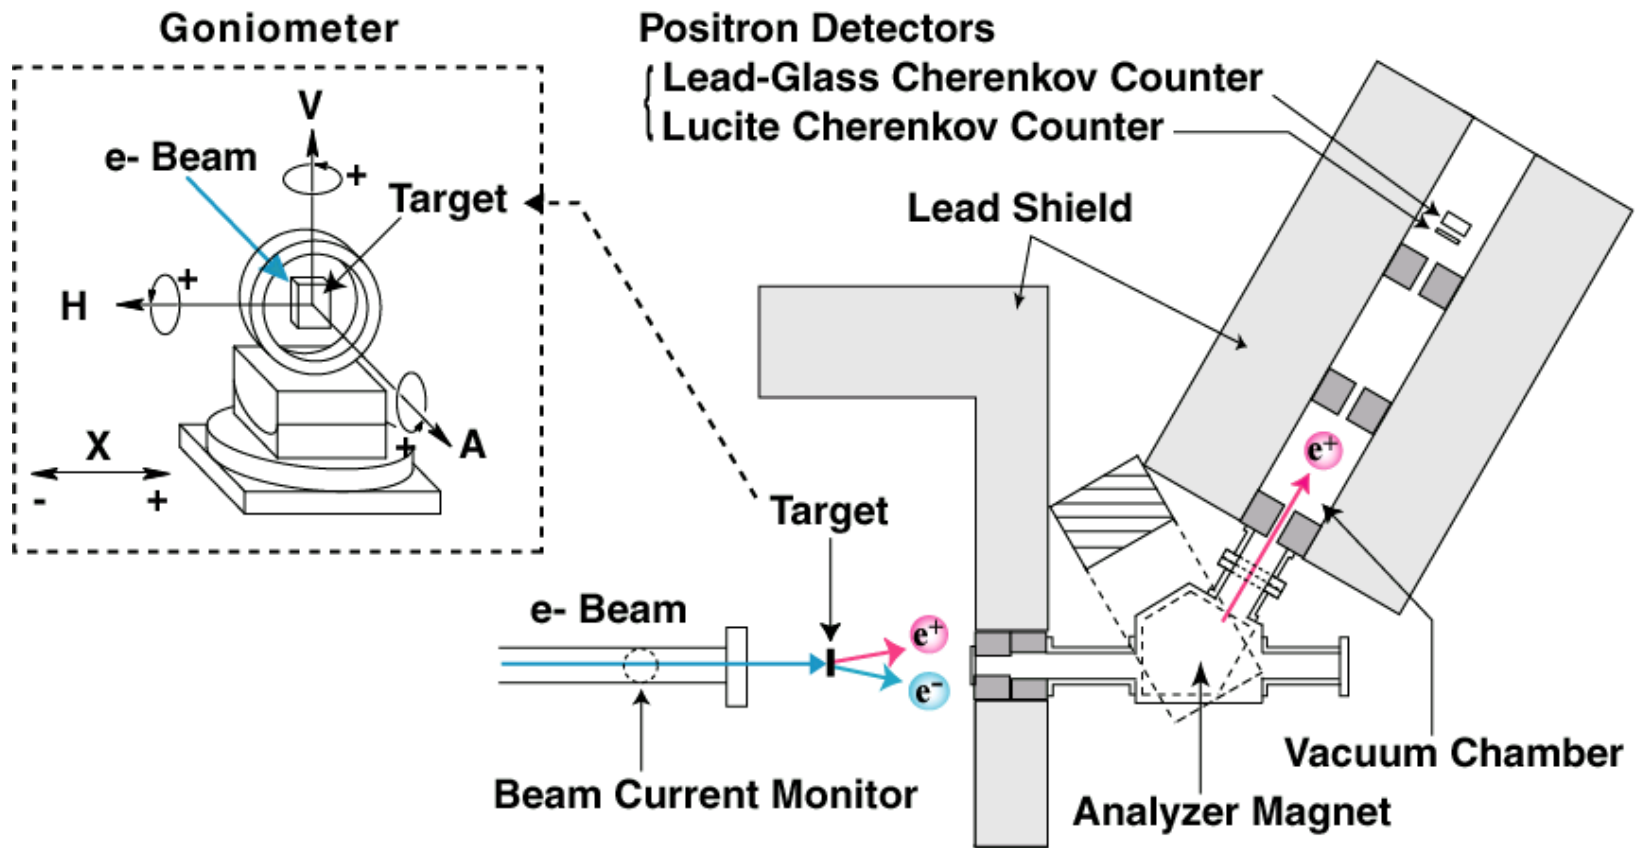 Goniometer
V
e- Beam
+
Target
H
+
A
+
X
-
+
Positron Detectors
Lead-Glass Cherenkov Counter
Lucite Cherenkov Counter
Lead Shield
Target
e- Beam
e+
e-
e+
Beam Current Monitor
Vacuum Chamber
Analyzer Magnet